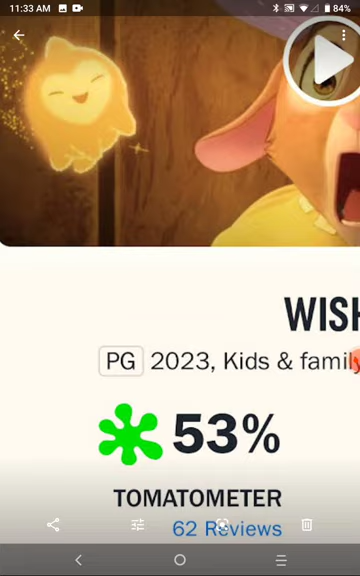 11:33 AM 84%
WISH
PG 2023, Kids & family
53%
TOMATOMETER
62 Reviews